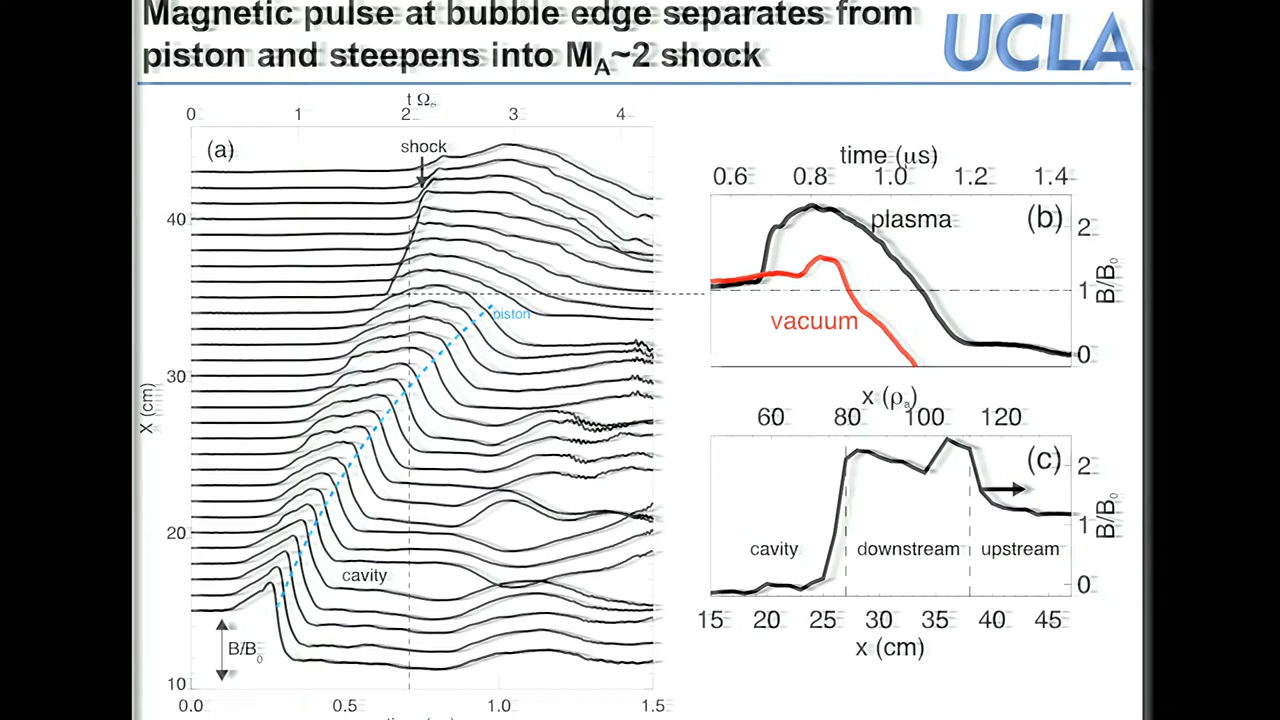 Magnetic pulse at bubble edge separates from
piston and steepens into M_A~2 shock
UCLA
t Ω_ci
0 1 2 3 4
(a)
shock
40
piston
30
x (cm)
20
cavity
B/B_0
10
0.0 0.5 1.0 1.5
time (μs)
0.6 0.8 1.0 1.2 1.4
plasma
(b)
2
1
B/B_0
vacuum
0
x (ρ_a)
60 80 100 120
(c)
2
1
B/B_0
cavity downstream upstream
0
15 20 25 30 35 40 45
x (cm)